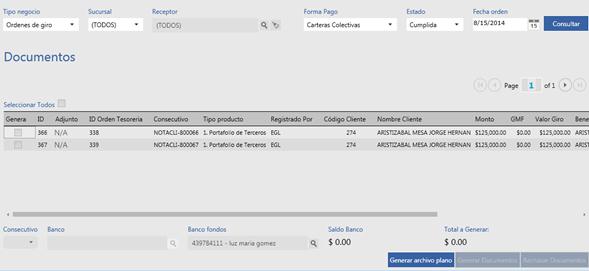 Tipo negocio Sucursal Receptor Forma Pago Estado Fecha orden
Ordenes de giro (TODOS) (TODOS) Carteras Colectivas Cumplida 8/15/2014 15 Consultar
Documentos
Page 1 of 1
Seleccionar Todos
Genera ID Adjunto ID Orden Tesoreria Consecutivo Tipo producto Registrado Por Código Cliente Nombre Cliente Monto GMF Valor Giro Bene
366 N/A 338 NOTACLI-800066 1. Portafolio de Terceros EGL 274 ARISTIZABAL MESA JORGE HERNAN $125,000.00 $0.00 $125,000.00 ARIST
367 N/A 339 NOTACLI-800067 1. Portafolio de Terceros EGL 274 ARISTIZABAL MESA JORGE HERNAN $125,000.00 $0.00 $125,000.00 ARIST
Consecutivo Banco Banco fondos Saldo Banco Total a Generar:
439784111 - luz maria gomez $ 0.00 $ 0.00
Generar archivo plano Generar Documentos Rechazar Documentos